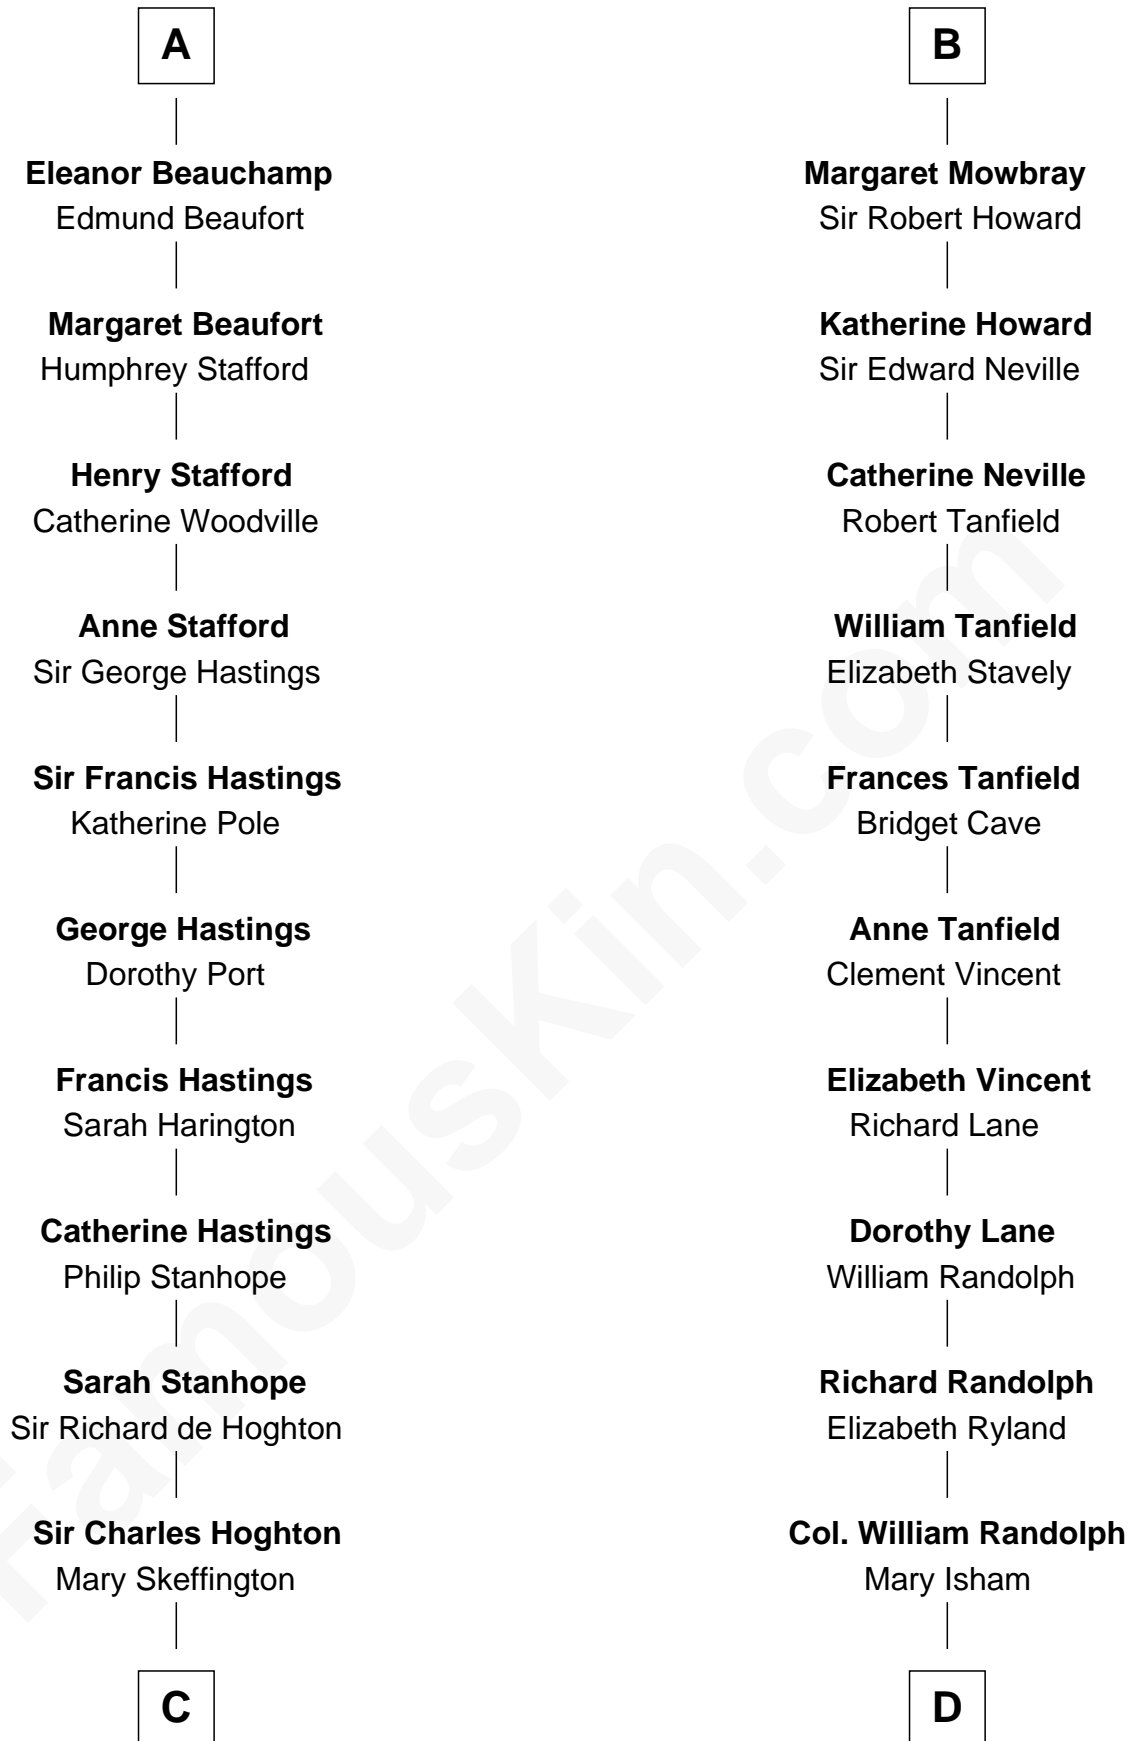 A
Eleanor Beauchamp
Edmund Beaufort
Margaret Beaufort
Humphrey Stafford
Henry Stafford
Catherine Woodville
Anne Stafford
Sir George Hastings
Sir Francis Hastings
Katherine Pole
George Hastings
Dorothy Port
Francis Hastings
Sarah Harington
Catherine Hastings
Philip Stanhope
Sarah Stanhope
Sir Richard de Hoghton
Sir Charles Hoghton
Mary Skeffington
C
B
Margaret Mowbray
Sir Robert Howard
Katherine Howard
Sir Edward Neville
Catherine Neville
Robert Tanfield
William Tanfield
Elizabeth Stavely
Frances Tanfield
Bridget Cave
Anne Tanfield
Clement Vincent
Elizabeth Vincent
Richard Lane
Dorothy Lane
William Randolph
Richard Randolph
Elizabeth Ryland
Col. William Randolph
Mary Isham
D
FamousKin.com